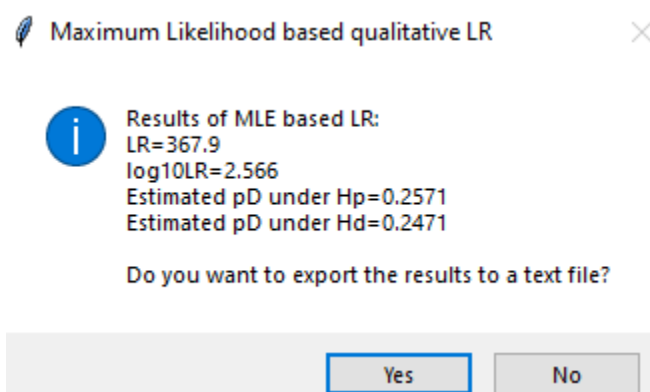 Maximum Likelihood based qualitative LR
Results of MLE based LR:
LR=367.9
log10LR=2.566
Estimated pD under Hp=0.2571
Estimated pD under Hd=0.2471
Do you want to export the results to a text file?
Yes No